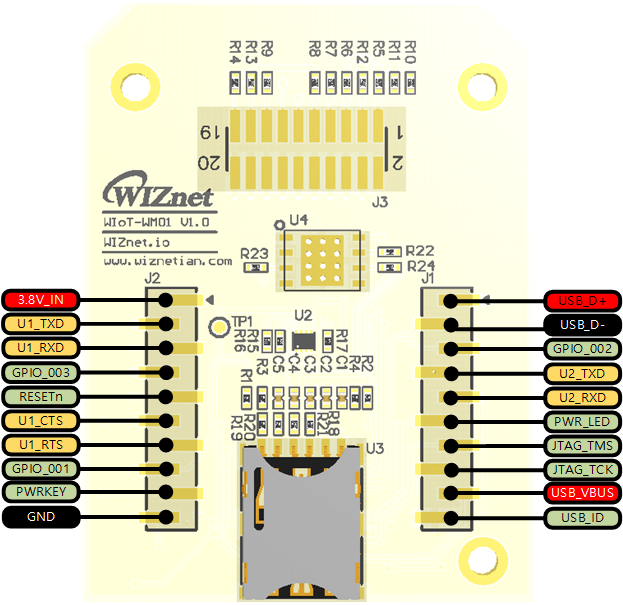 R14 R13 R9 R8 R7 R6 R12 R5 R11 R10
19 1
20 2
J3
WIZnet
WIoT-WM01 V1.0
WIZnet.io
www.wiznetian.com
U4
R23 R22
R24
J2 J1
3.8V_IN USB_D+
U1_TXD TP1 U2 USB_D-
U1_RXD R16 R15 C5 C4 C3 C2 R17 C1 GPIO_002
GPIO_003 R3 R4 R2 U2_TXD
RESETn R1 U2_RXD
U1_CTS R19 R20 R21 R18 PWR_LED
U1_RTS U3 JTAG_TMS
GPIO_001 JTAG_TCK
PWRKEY USB_VBUS
GND USB_ID